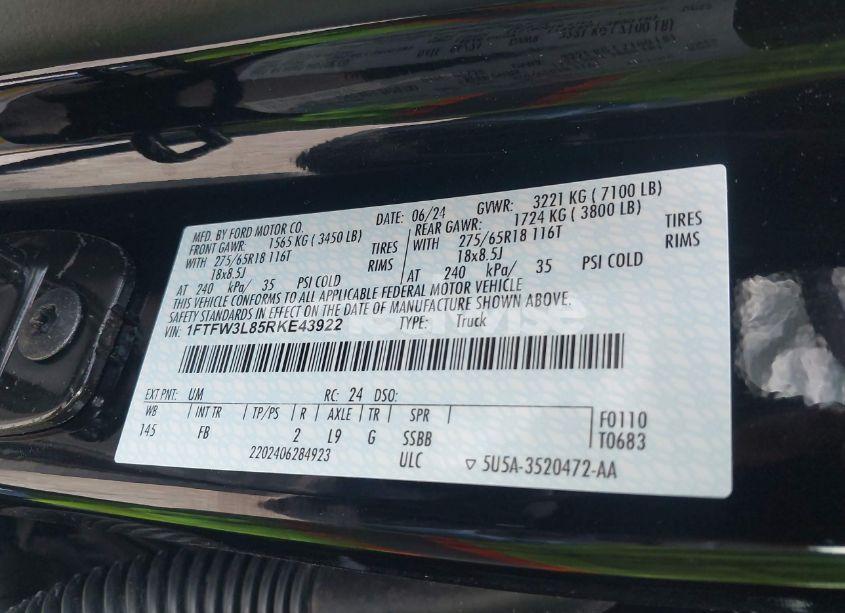 MFD. BY FORD MOTOR CO.
DATE: 06/24 GVWR: 3221 KG ( 7100 LB)
FRONT GAWR: 1565 KG ( 3450 LB)
WITH 275/65R18 116T TIRES
18x8.5J RIMS
AT 240 kPa/ 35 PSI COLD
REAR GAWR: 1724 KG ( 3800 LB)
WITH 275/65R18 116T TIRES
18x8.5J RIMS
AT 240 kPa/ 35 PSI COLD
THIS VEHICLE CONFORMS TO ALL APPLICABLE FEDERAL MOTOR VEHICLE
SAFETY STANDARDS IN EFFECT ON THE DATE OF MANUFACTURE SHOWN ABOVE.
VIN: 1FTFW3L85RKE43922 TYPE: Truck
EXT PNT: UM RC: 24 DSO:
WB INT TR TP/PS R AXLE TR SPR
145 FB 2 L9 G SSBB
F0110
T0683
2202406284923 ULC
▽ 5U5A-3520472-AA